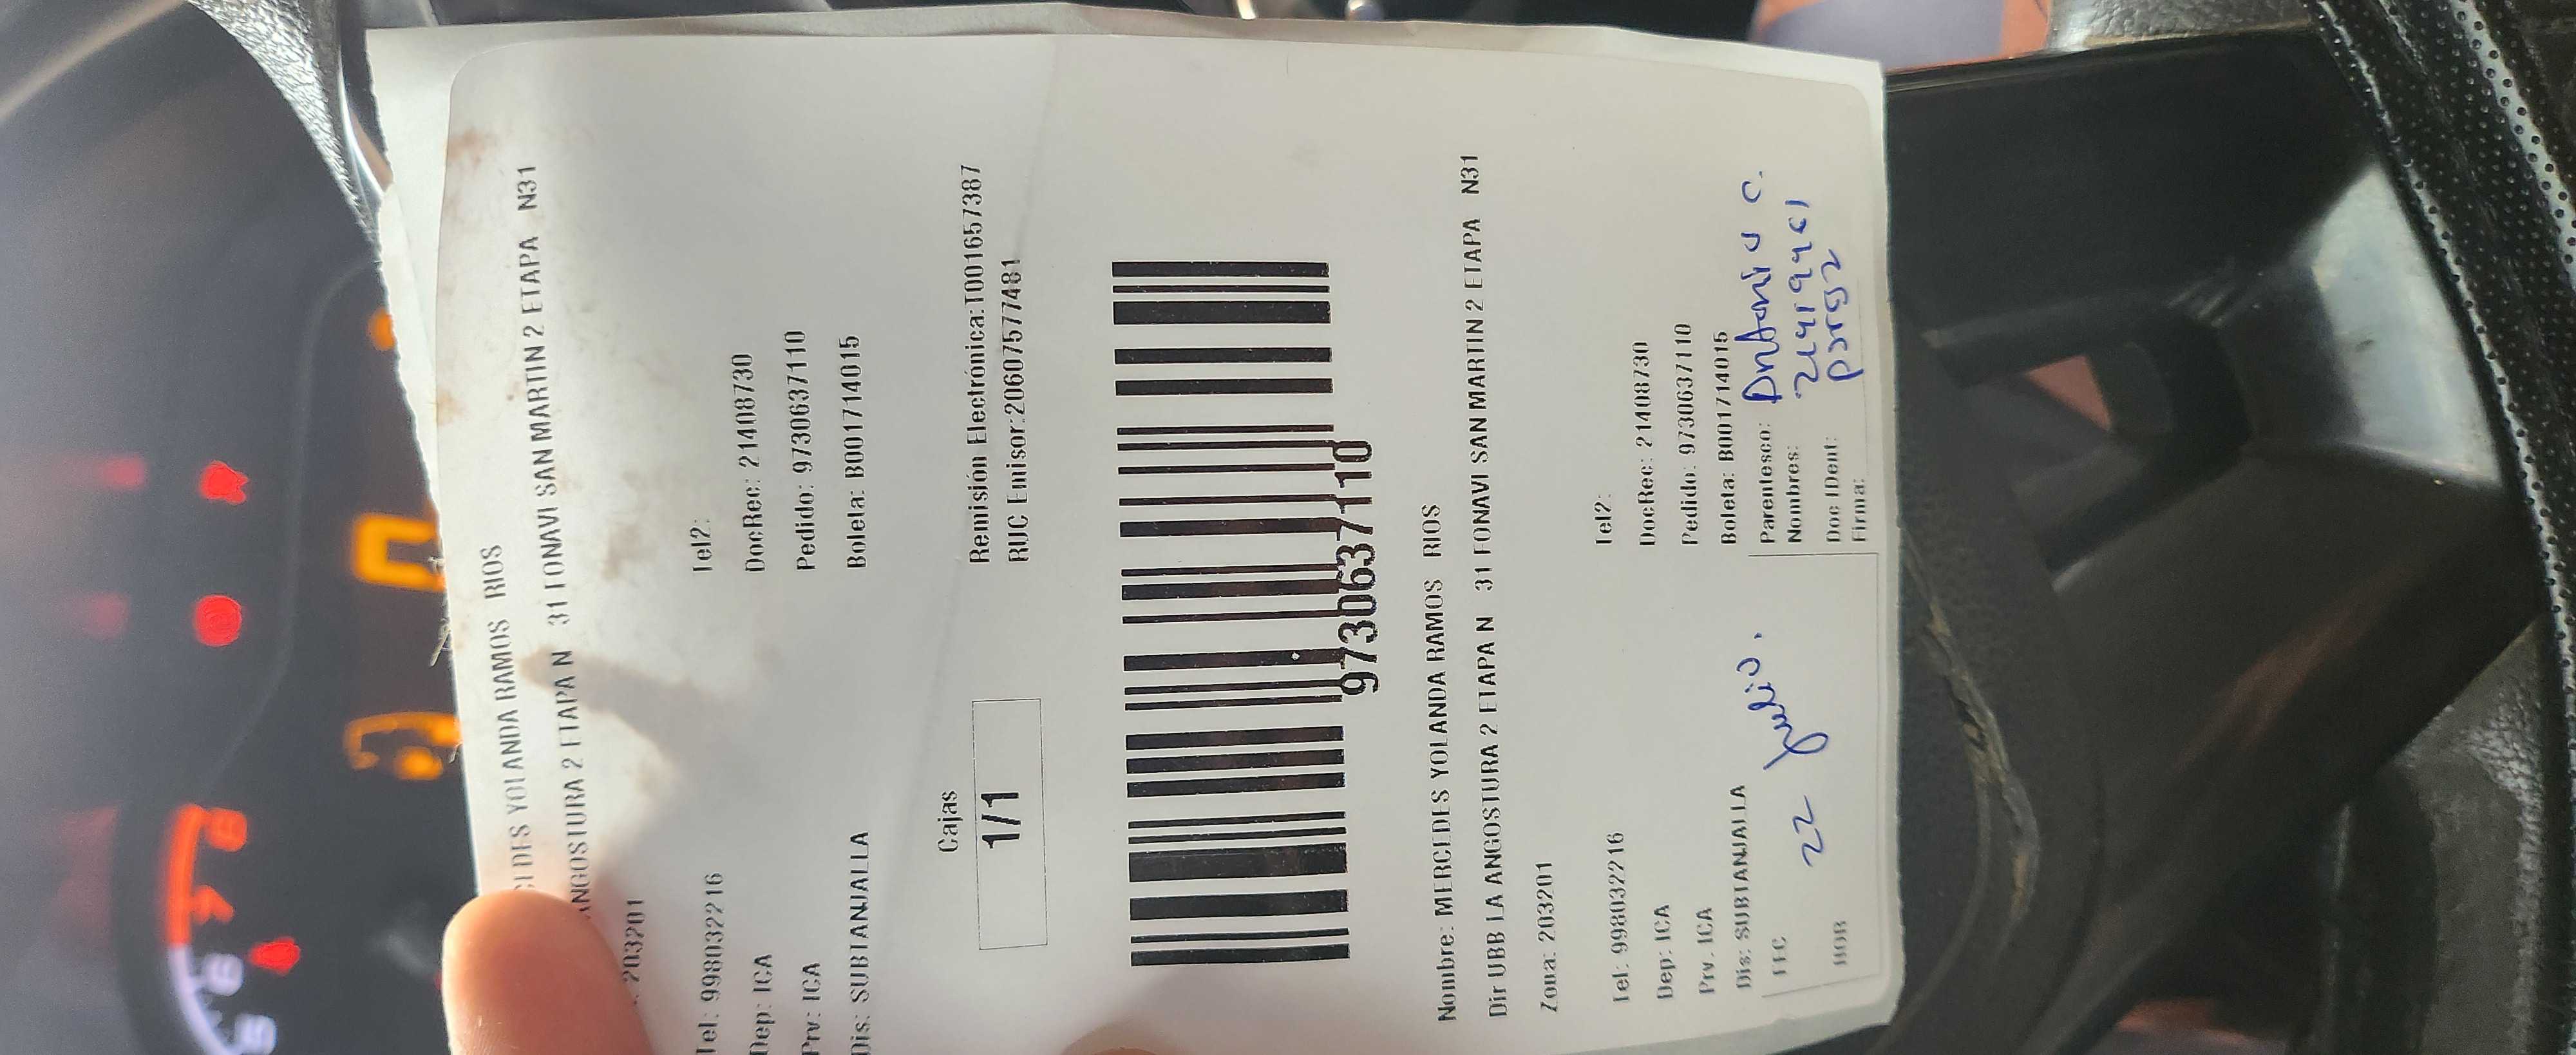 CEDES YOLANDA RAMOS RIOS
ANGOSTURA 2 ETAPA N 31 FONAVI SAN MARTIN 2 ETAPA N31
: 203201
Tel: 998032216 Tel2:
Dep: ICA DocRec: 21408730
Prv: ICA Pedido: 9730637110
Dis: SUBTANJALLA Boleta: B001714015
Cajas
1/1
Remisión Electrónica:T001657387
RUC Emisor:20607577481
9730637110
Nonbre: MERCEDES YOLANDA RAMOS RIOS
Dir UBB LA ANGOSTURA 2 ETAPA N 31 FONAVI SAN MARTIN 2 ETAPA N31
Zona: 203201
Tel: 998032216 Tel2:
Dep: ICA DocRec: 21408730
Prv: ICA Pedido: 9730637110
Dis: SUBTANJALLA Boleta: B001714015
FEC 22 Julio.
HOR
Parentesco: Antonio C.
Nombres:
Doc IDent:
Firma: